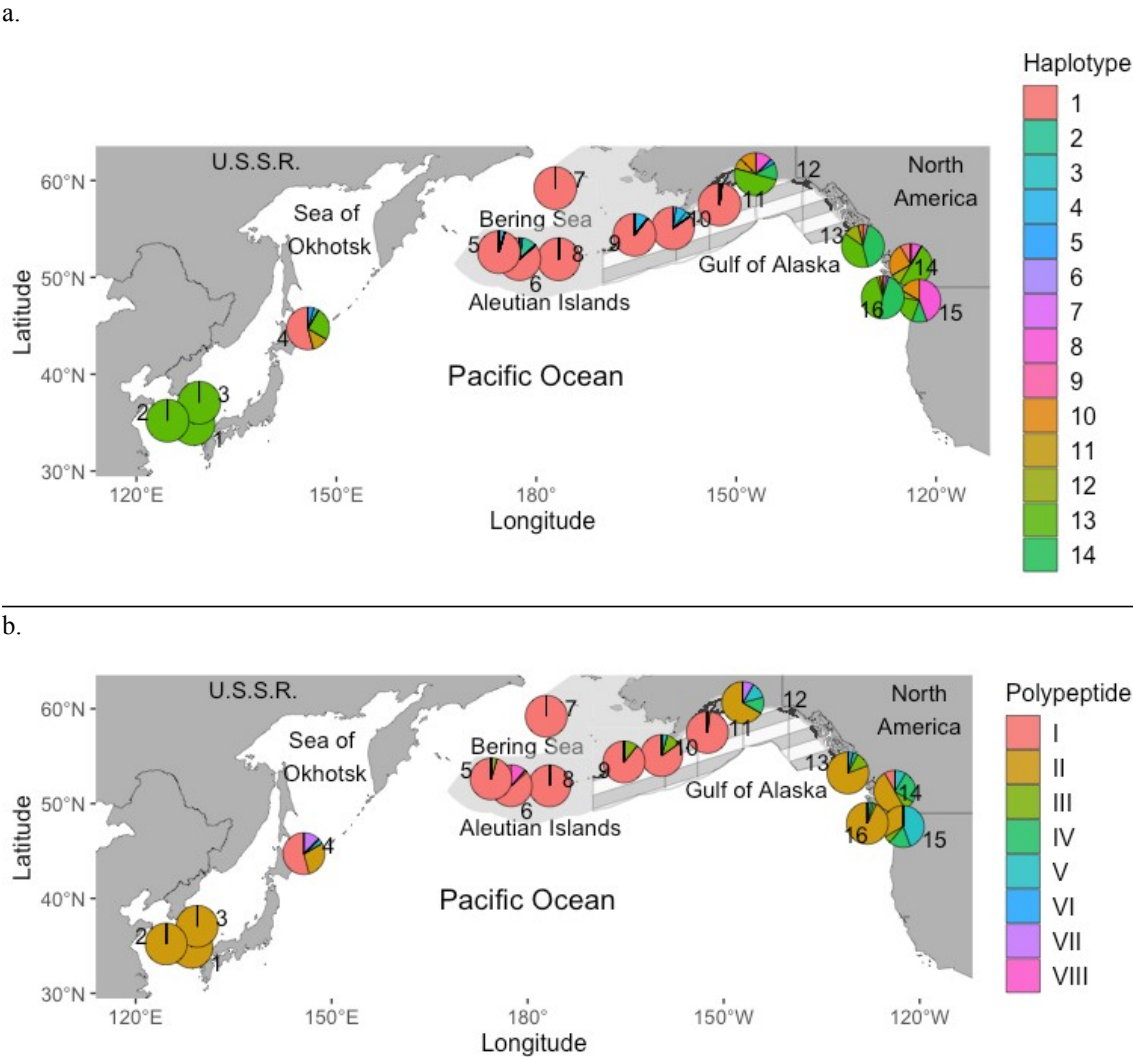 a.
Haplotype
1
2
3
4
5
6
7
8
9
10
11
12
13
14
U.S.S.R.
Sea of
Okhotsk
Bering Sea
Aleutian Islands
Gulf of Alaska
North
America
Pacific Ocean
1
2
3
4
5
6
7
8
9
10
11
12
13
14
15
16
60°N
50°N
40°N
30°N
Latitude
120°E
150°E
180°
150°W
120°W
Longitude
b.
Polypeptide
I
II
III
IV
V
VI
VII
VIII
U.S.S.R.
Sea of
Okhotsk
Bering Sea
Aleutian Islands
Gulf of Alaska
North
America
Pacific Ocean
1
2
3
4
5
6
7
8
9
10
11
12
13
14
15
16
60°N
50°N
40°N
30°N
Latitude
120°E
150°E
180°
150°W
120°W
Longitude